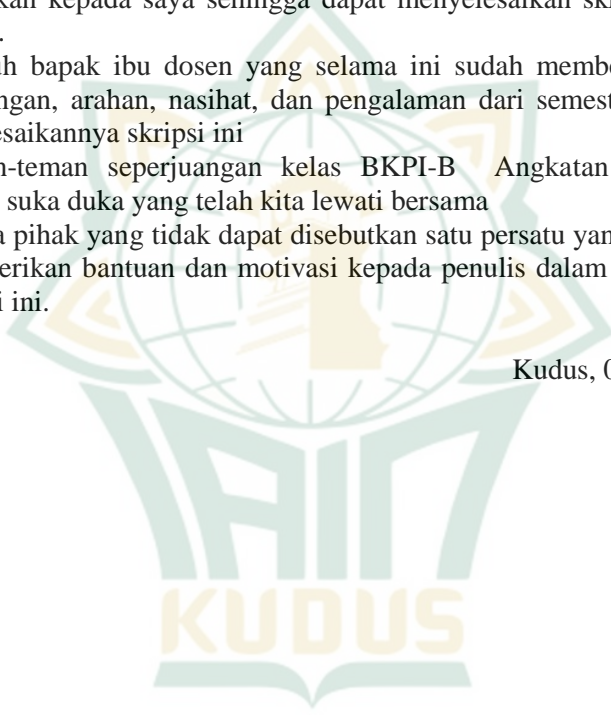 kan kepada saya sehingga dapat menyelesaikan sk
.
uh bapak ibu dosen yang selama ini sudah memb
ngan, arahan, nasihat, dan pengalaman dari semest
esaikannya skripsi ini
n-teman seperjuangan kelas BKPI-B Angkatan
suka duka yang telah kita lewati bersama
a pihak yang tidak dapat disebutkan satu persatu yan
erikan bantuan dan motivasi kepada penulis dalam
i ini.
Kudus, 0
IAIN
KUDUS